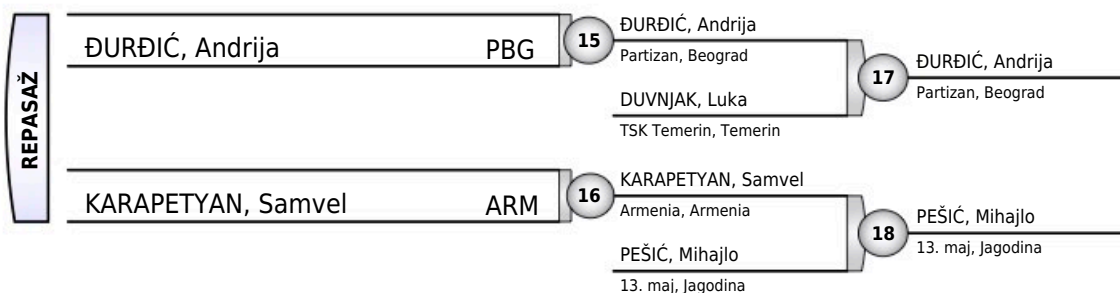 REPASAŽ
ĐURĐIĆ, Andrija PBG
15
ĐURĐIĆ, Andrija
Partizan, Beograd
DUVNJAK, Luka
TSK Temerin, Temerin
17
ĐURĐIĆ, Andrija
Partizan, Beograd
KARAPETYAN, Samvel ARM
16
KARAPETYAN, Samvel
Armenia, Armenia
PEŠIĆ, Mihajlo
13. maj, Jagodina
18
PEŠIĆ, Mihajlo
13. maj, Jagodina